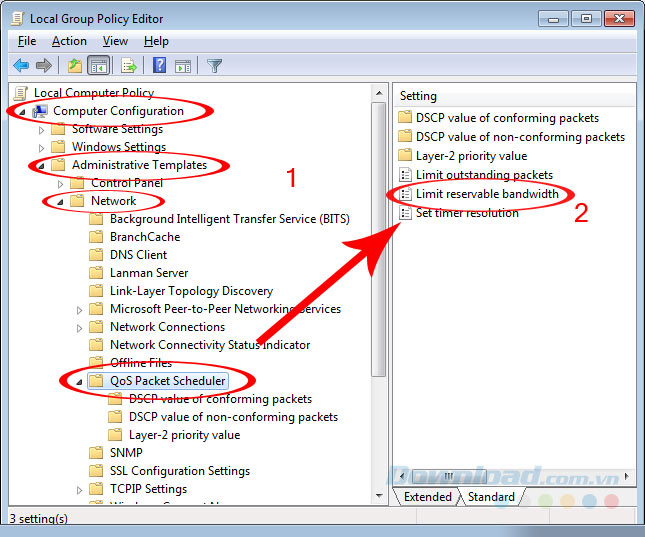 Local Group Policy Editor
File Action View Help
Local Computer Policy
Computer Configuration
Software Settings
Windows Settings
Administrative Templates
Control Panel
1
Network
Background Intelligent Transfer Service (BITS)
BranchCache
DNS Client
Lanman Server
Link-Layer Topology Discovery
Microsoft Peer-to-Peer Networking Services
Network Connections
Network Connectivity Status Indicator
Offline Files
QoS Packet Scheduler
DSCP value of conforming packets
DSCP value of non-conforming packets
Layer-2 priority value
SNMP
SSL Configuration Settings
TCPIP Settings
Setting
DSCP value of conforming packets
DSCP value of non-conforming packets
Layer-2 priority value
Limit outstanding packets
Limit reservable bandwidth
Set timer resolution
2
Download.com.vn
Extended Standard
3 setting(s)